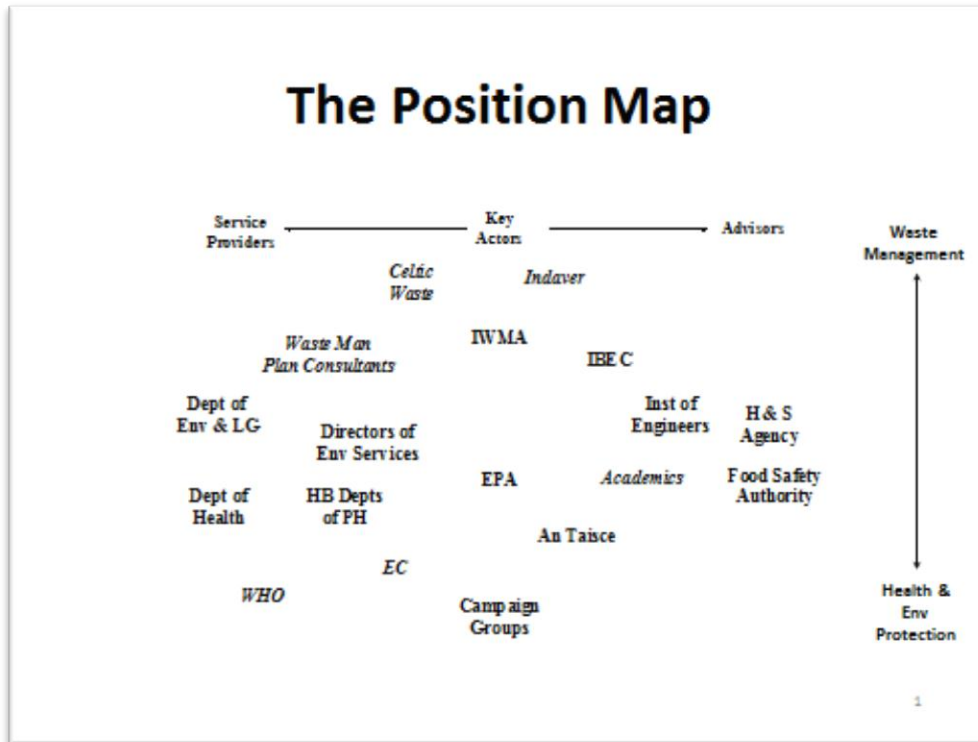 The Position Map
Service
Providers
Key
Actors
Advisors
Waste
Management
Celtic
Waste
Indaver
IWMA
Waste Man
Plan Consultants
IBEC
Dept of
Env & LG
Directors of
Env Services
Inst of
Engineers
H & S
Agency
EPA
Academics
Food Safety
Authority
Dept of
Health
HB Depts
of PH
An Taisce
EC
WHO
Campaign
Groups
Health &
Env
Protection
1